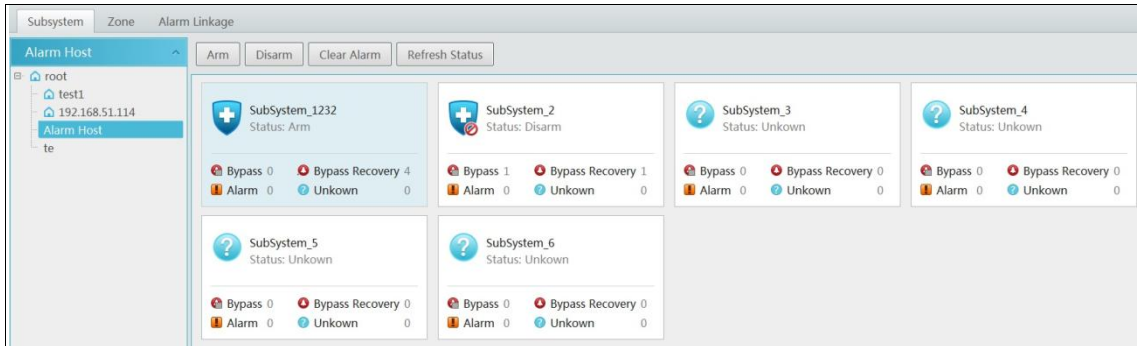 Subsystem Zone Alarm Linkage
Alarm Host
root
test1
192.168.51.114
Alarm Host
te
Arm Disarm Clear Alarm Refresh Status
SubSystem_1232
Status: Arm
Bypass 0 Bypass Recovery 4
Alarm 0 Unkown 0
SubSystem_2
Status: Disarm
Bypass 1 Bypass Recovery 1
Alarm 0 Unkown 0
SubSystem_3
Status: Unkown
Bypass 0 Bypass Recovery 0
Alarm 0 Unkown 0
SubSystem_4
Status: Unkown
Bypass 0 Bypass Recovery 0
Alarm 0 Unkown 0
SubSystem_5
Status: Unkown
Bypass 0 Bypass Recovery 0
Alarm 0 Unkown 0
SubSystem_6
Status: Unkown
Bypass 0 Bypass Recovery 0
Alarm 0 Unkown 0